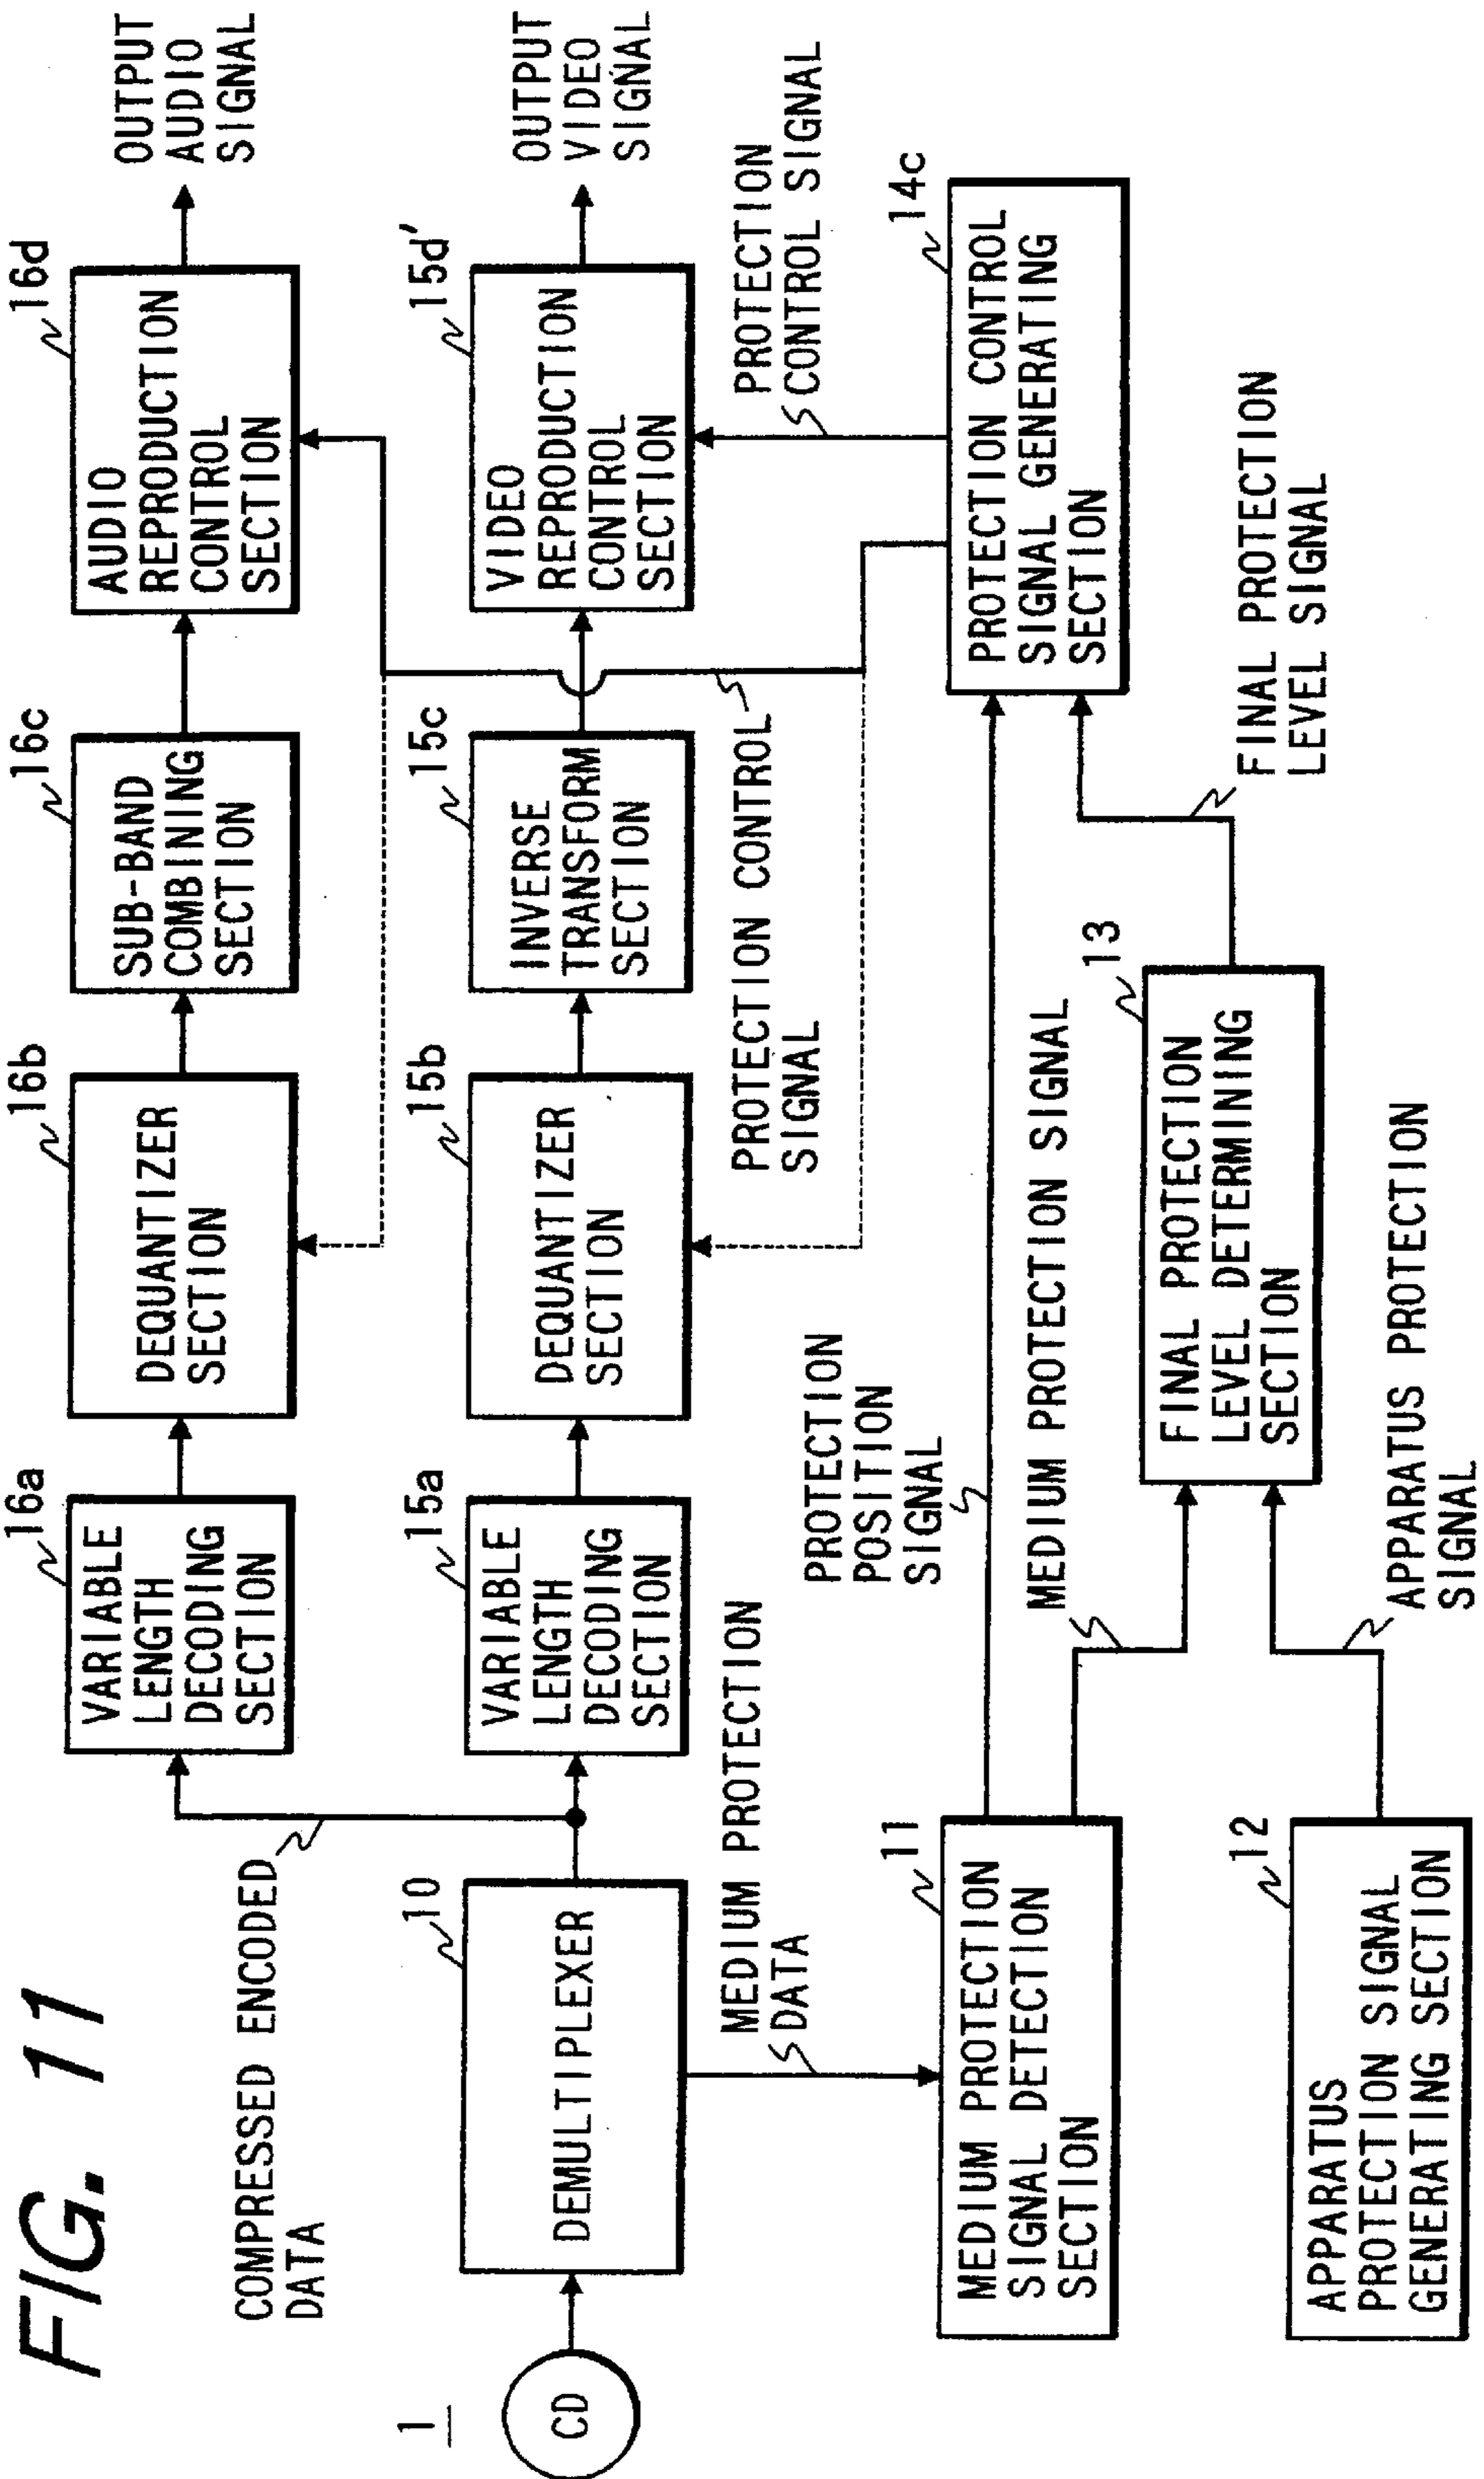 FIG. 11
1
CD
10
DEMULTIPLEXER
COMPRESSED ENCODED
DATA
MEDIUM PROTECTION
DATA
16a
VARIABLE
LENGTH
DECODING
SECTION
16b
DEQUANTIZER
SECTION
16c
SUB-BAND
COMBINING
SECTION
16d
AUDIO
REPRODUCTION
CONTROL
SECTION
OUTPUT
AUDIO
SIGNAL
15a
VARIABLE
LENGTH
DECODING
SECTION
15b
DEQUANTIZER
SECTION
15c
INVERSE
TRANSFORM
SECTION
15d'
VIDEO
REPRODUCTION
CONTROL
SECTION
OUTPUT
VIDEO
SIGNAL
PROTECTION CONTROL
SIGNAL
PROTECTION
CONTROL SIGNAL
11
MEDIUM PROTECTION
SIGNAL DETECTION
SECTION
PROTECTION
POSITION
SIGNAL
14c
PROTECTION CONTROL
SIGNAL GENERATING
SECTION
MEDIUM PROTECTION SIGNAL
13
FINAL PROTECTION
LEVEL DETERMINING
SECTION
FINAL PROTECTION
LEVEL SIGNAL
12
APPARATUS
PROTECTION SIGNAL
GENERATING SECTION
APPARATUS PROTECTION
SIGNAL